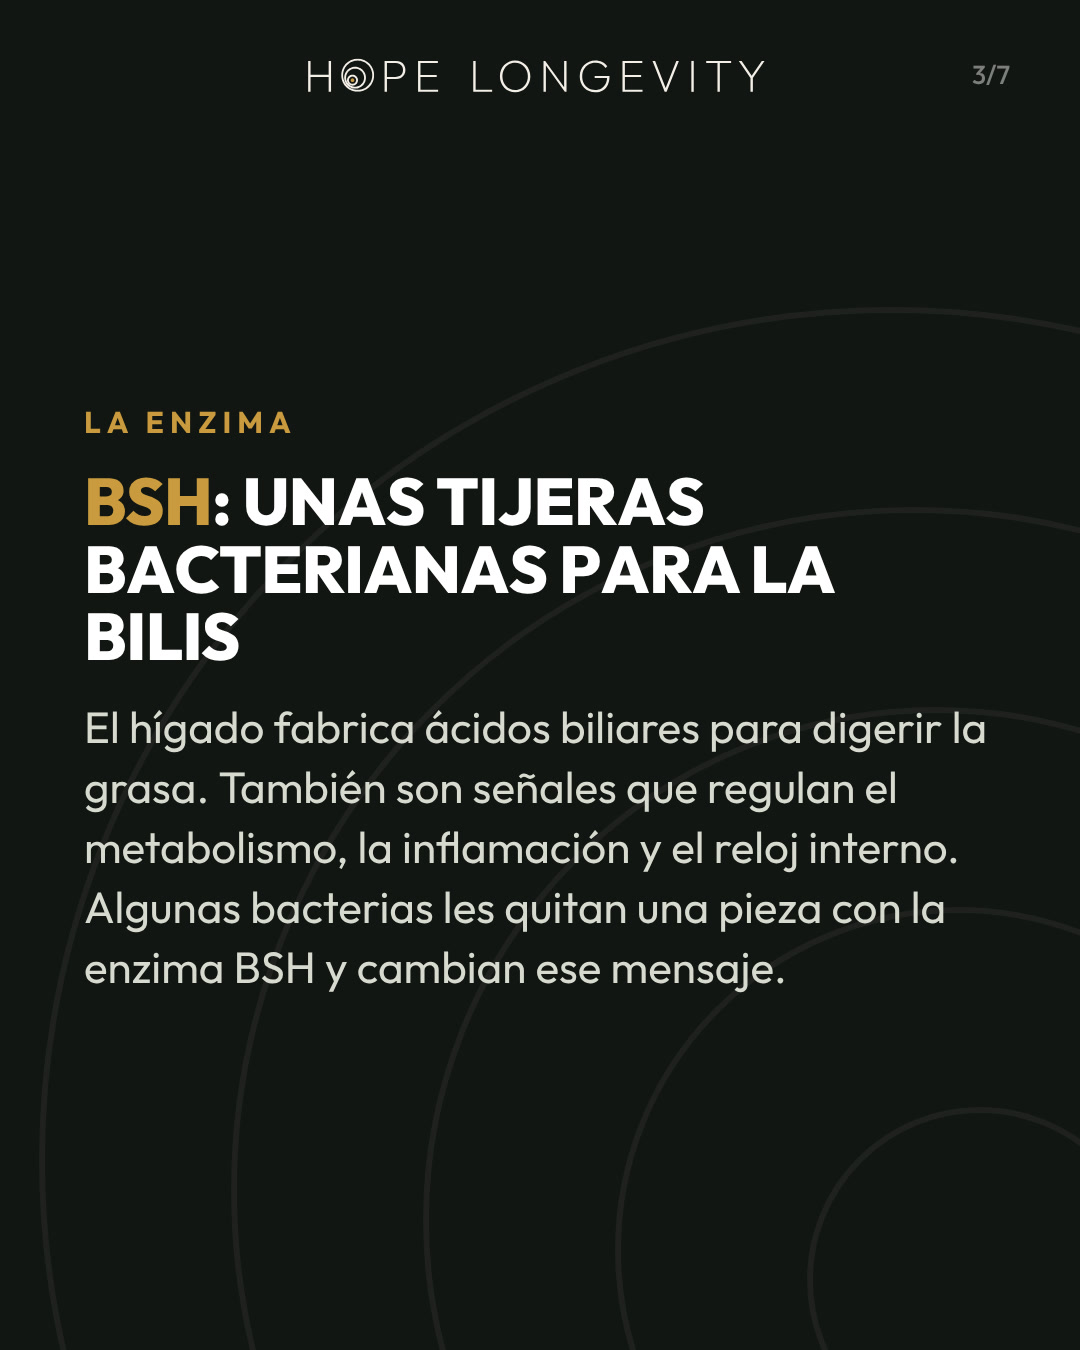 HOPE LONGEVITY
3/7
LA ENZIMA
BSH: UNAS TIJERAS
BACTERIANAS PARA LA
BILIS
El hígado fabrica ácidos biliares para digerir la
grasa. También son señales que regulan el
metabolismo, la inflamación y el reloj interno.
Algunas bacterias les quitan una pieza con la
enzima BSH y cambian ese mensaje.